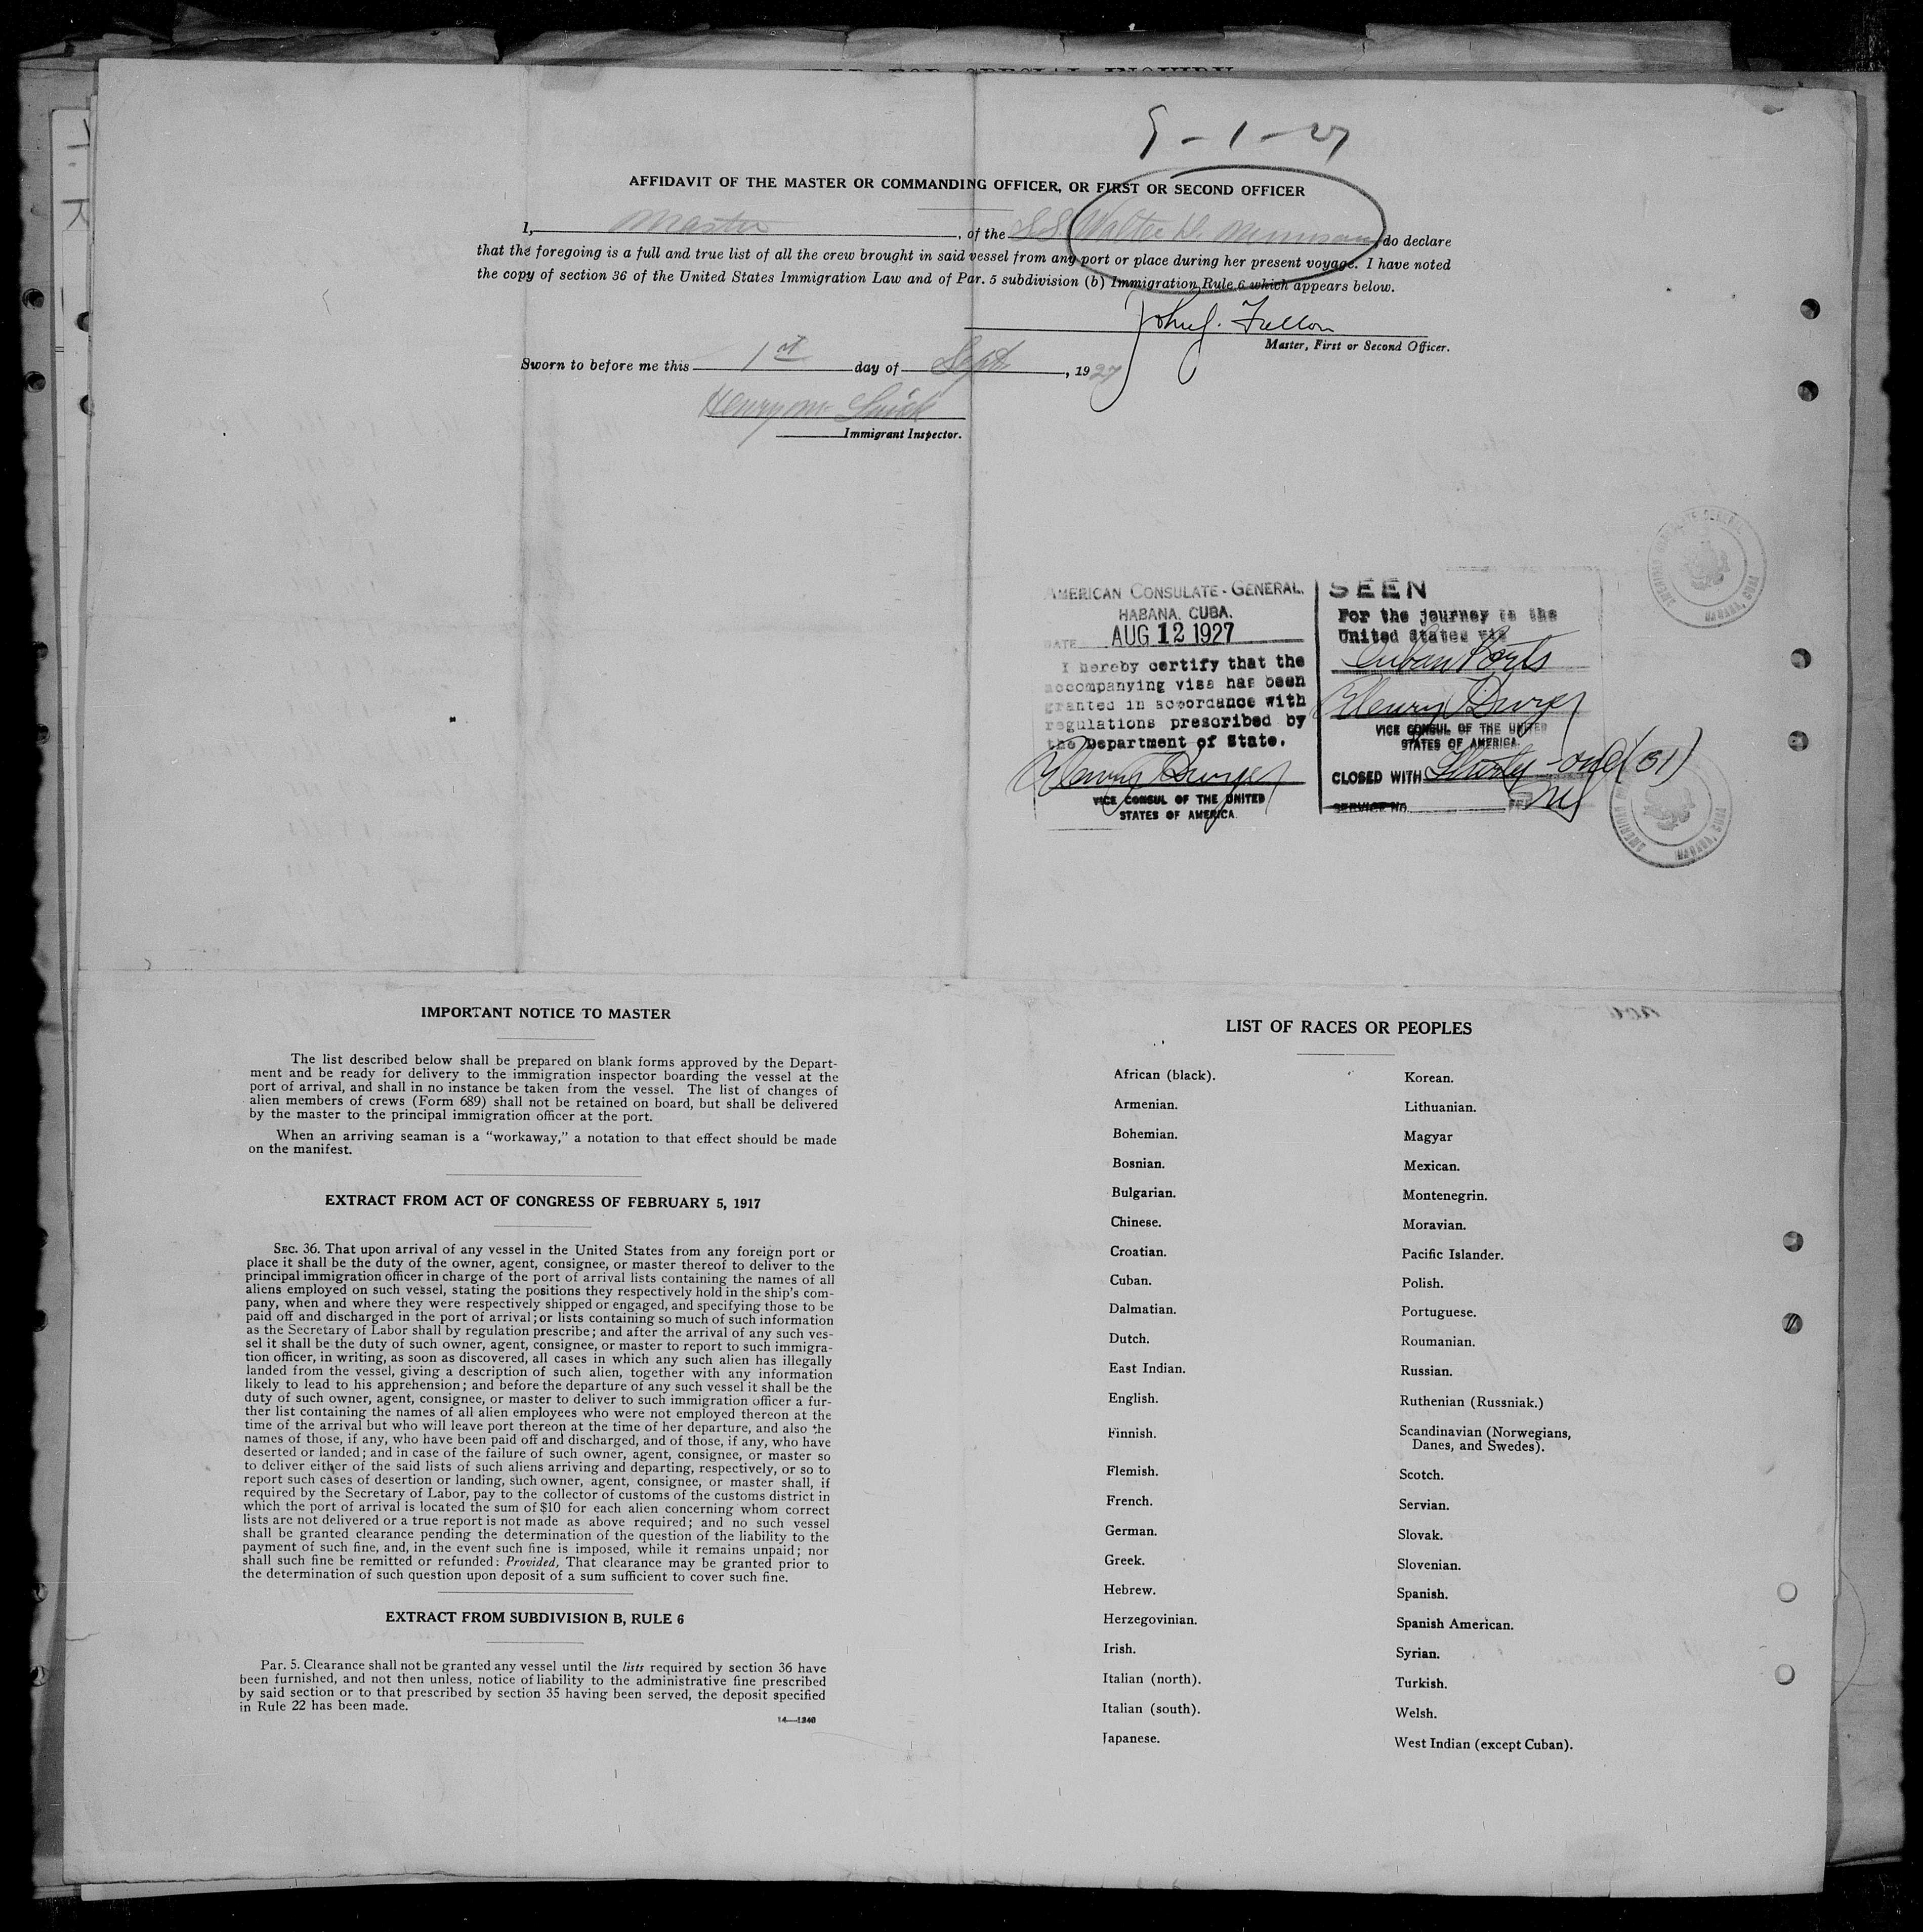 9-1-27
AFFIDAVIT OF THE MASTER OR COMMANDING OFFICER, OR FIRST OR SECOND OFFICER
I, Master, of the S.S. Walter D. Munson, do declare
that the foregoing is a full and true list of all the crew brought in said vessel from any port or place during her present voyage. I have noted
the copy of section 36 of the United States Immigration Law and of Par. 5 subdivision (b) Immigration Rule 6 which appears below.
John J. Fallon
Master, First or Second Officer.
Sworn to before me this 1st day of Sept, 1927
Henry M.
Immigrant Inspector.
AMERICAN CONSULATE-GENERAL.
HABANA, CUBA.
DATE AUG 12 1927
I hereby certify that the
accompanying visa has been
granted in accordance with
regulations prescribed by
the Department of State.
Henry
VICE CONSUL OF THE UNITED
STATES OF AMERICA
SEEN
For the journey to the
United States via
Cuban Ports
Henry
VICE CONSUL OF THE UNITED
STATES OF AMERICA
CLOSED WITH Thirty-one (31)
SERVICE No. FEE
AMERICAN CONSULATE GENERAL
HABANA, CUBA
HABANA, CUBA
IMPORTANT NOTICE TO MASTER
The list described below shall be prepared on blank forms approved by the Depart-
ment and be ready for delivery to the immigration inspector boarding the vessel at the
port of arrival, and shall in no instance be taken from the vessel. The list of changes of
alien members of crews (Form 689) shall not be retained on board, but shall be delivered
by the master to the principal immigration officer at the port.
When an arriving seaman is a "workaway," a notation to that effect should be made
on the manifest.
EXTRACT FROM ACT OF CONGRESS OF FEBRUARY 5, 1917
SEC. 36. That upon arrival of any vessel in the United States from any foreign port or
place it shall be the duty of the owner, agent, consignee, or master thereof to deliver to the
principal immigration officer in charge of the port of arrival lists containing the names of all
aliens employed on such vessel, stating the positions they respectively hold in the ship's com-
pany, when and where they were respectively shipped or engaged, and specifying those to be
paid off and discharged in the port of arrival; or lists containing so much of such information
as the Secretary of Labor shall by regulation prescribe; and after the arrival of any such ves-
sel it shall be the duty of such owner, agent, consignee, or master to report to such immigra-
tion officer, in writing, as soon as discovered, all cases in which any such alien has illegally
landed from the vessel, giving a description of such alien, together with any information
likely to lead to his apprehension; and before the departure of any such vessel it shall be the
duty of such owner, agent, consignee, or master to deliver to such immigration officer a fur-
ther list containing the names of all alien employees who were not employed thereon at the
time of the arrival but who will leave port thereon at the time of her departure, and also the
names of those, if any, who have been paid off and discharged, and of those, if any, who have
deserted or landed; and in case of the failure of such owner, agent, consignee, or master so
to deliver either of the said lists of such aliens arriving and departing, respectively, or so to
report such cases of desertion or landing, such owner, agent, consignee, or master shall, if
required by the Secretary of Labor, pay to the collector of customs of the customs district in
which the port of arrival is located the sum of $10 for each alien concerning whom correct
lists are not delivered or a true report is not made as above required; and no such vessel
shall be granted clearance pending the determination of the question of the liability to the
payment of such fine, and, in the event such fine is imposed, while it remains unpaid; nor
shall such fine be remitted or refunded: Provided, That clearance may be granted prior to
the determination of such question upon deposit of a sum sufficient to cover such fine.
EXTRACT FROM SUBDIVISION B, RULE 6
Par. 5. Clearance shall not be granted any vessel until the lists required by section 36 have
been furnished, and not then unless, notice of liability to the administrative fine prescribed
by said section or to that prescribed by section 35 having been served, the deposit specified
in Rule 22 has been made.
14—1240
LIST OF RACES OR PEOPLES
African (black).
Armenian.
Bohemian.
Bosnian.
Bulgarian.
Chinese.
Croatian.
Cuban.
Dalmatian.
Dutch.
East Indian.
English.
Finnish.
Flemish.
French.
German.
Greek.
Hebrew.
Herzegovinian.
Irish.
Italian (north).
Italian (south).
Japanese.
Korean.
Lithuanian.
Magyar
Mexican.
Montenegrin.
Moravian.
Pacific Islander.
Polish.
Portuguese.
Roumanian.
Russian.
Ruthenian (Russniak.)
Scandinavian (Norwegians,
Danes, and Swedes).
Scotch.
Servian.
Slovak.
Slovenian.
Spanish.
Spanish American.
Syrian.
Turkish.
Welsh.
West Indian (except Cuban).